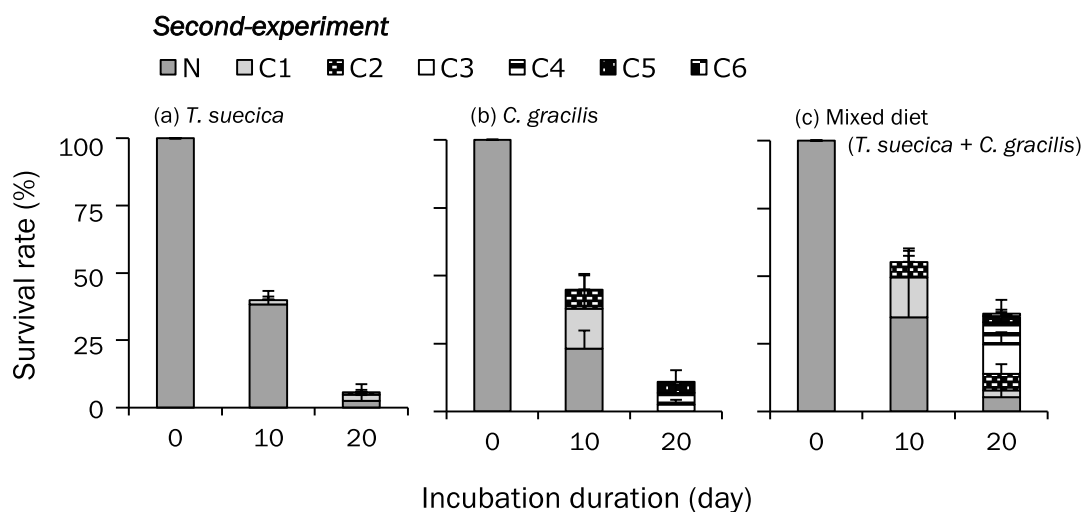 Second-experiment
N C1 C2 C3 C4 C5 C6
(a) T. suecica
(b) C. gracilis
(c) Mixed diet
(T. suecica + C. gracilis)
Survival rate (%)
100
75
50
25
0
0 10 20
0 10 20
0 10 20
Incubation duration (day)